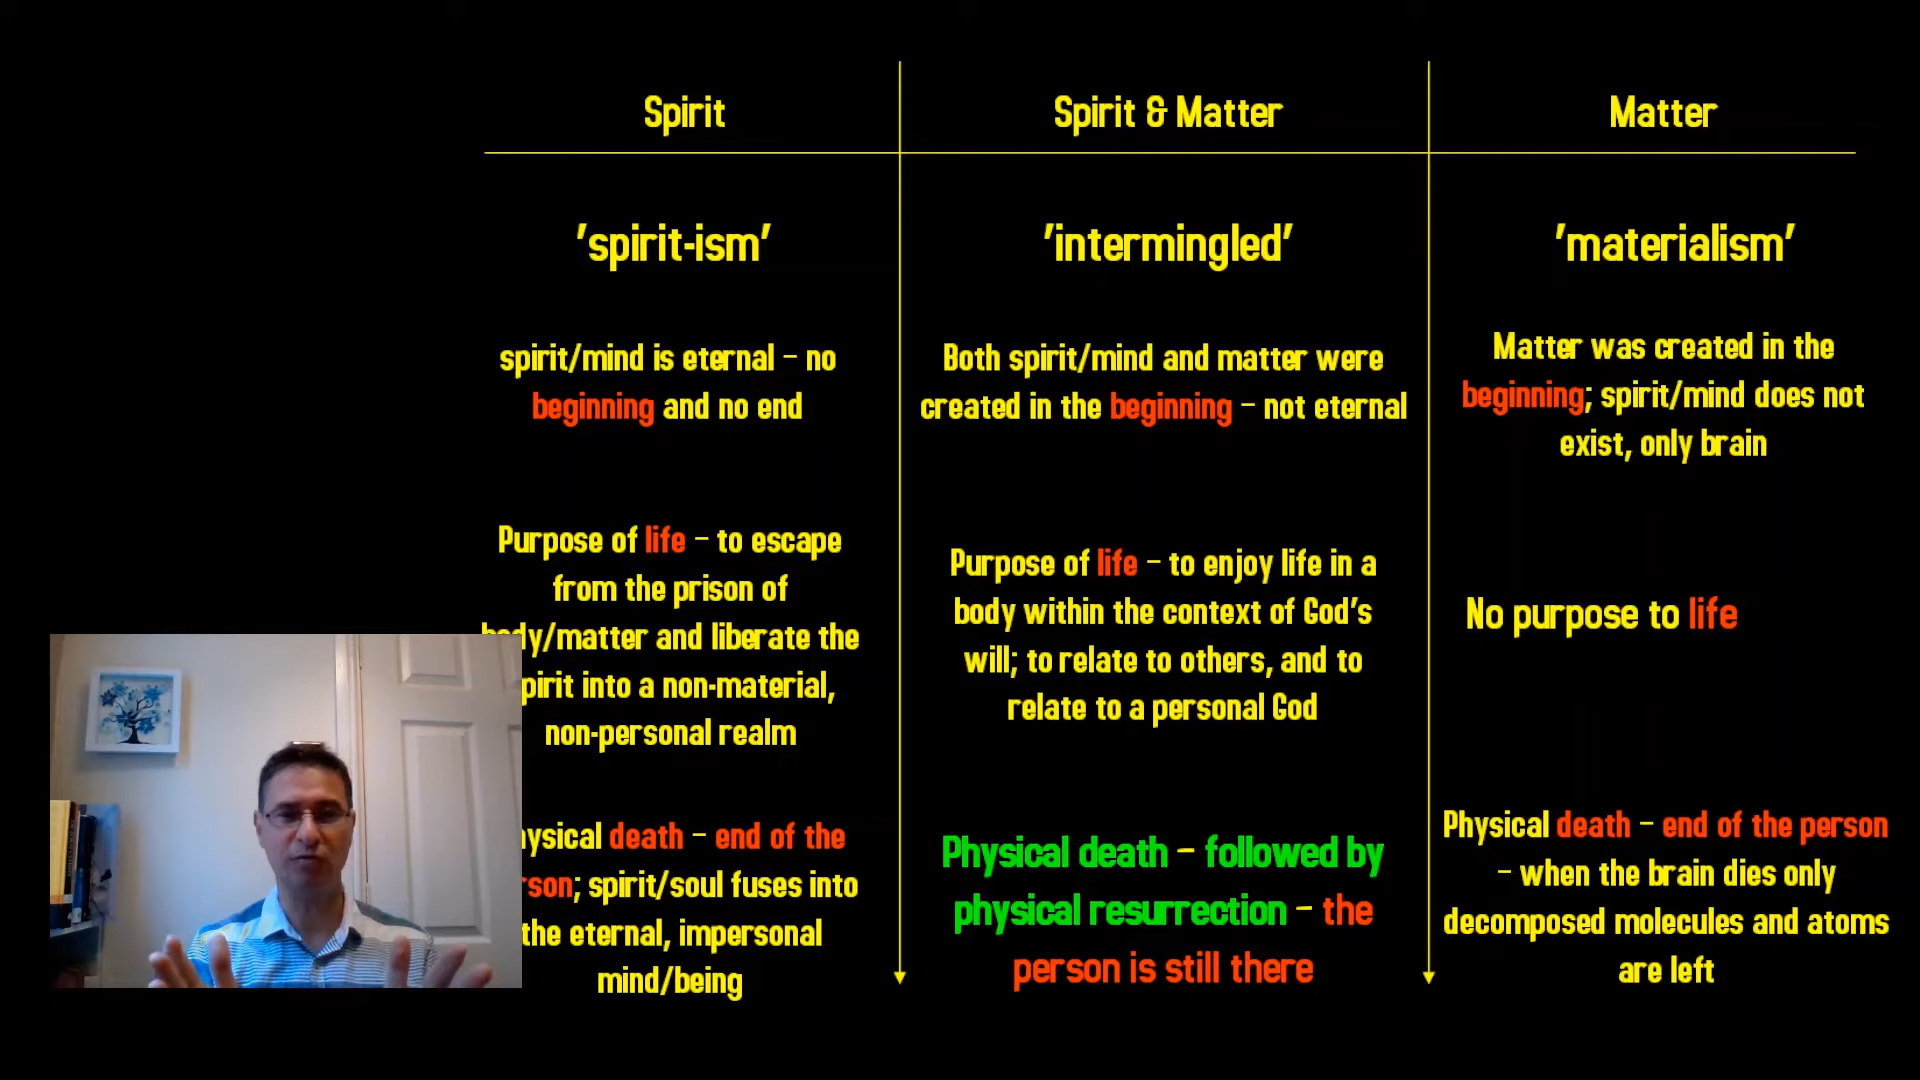 Spirit
Spirit & Matter
Matter
'spirit-ism'
'intermingled'
'materialism'
spirit/mind is eternal – no
beginning and no end
Both spirit/mind and matter were
created in the beginning – not eternal
Matter was created in the
beginning; spirit/mind does not
exist, only brain
Purpose of life – to escape
from the prison of
body/matter and liberate the
pirit into a non-material,
non-personal realm
Purpose of life – to enjoy life in a
body within the context of God's
will; to relate to others, and to
relate to a personal God
No purpose to life
ysical death – end of the
rson; spirit/soul fuses into
the eternal, impersonal
mind/being
Physical death – followed by
physical resurrection – the
person is still there
Physical death – end of the person
– when the brain dies only
decomposed molecules and atoms
are left